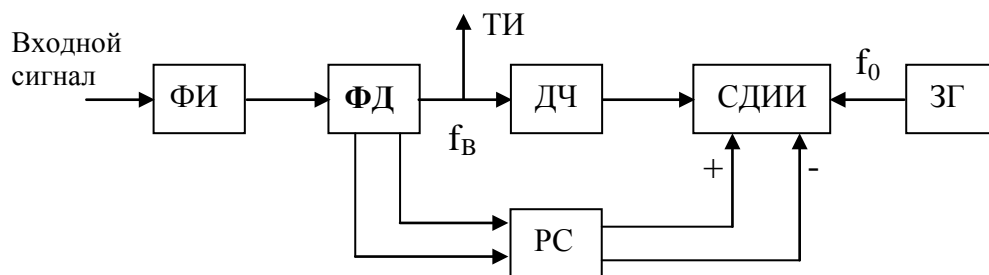 ТИ
Входной
сигнал
ФИ
ФД
ДЧ
СДИИ
f₀
ЗГ
fВ
+
-
РС